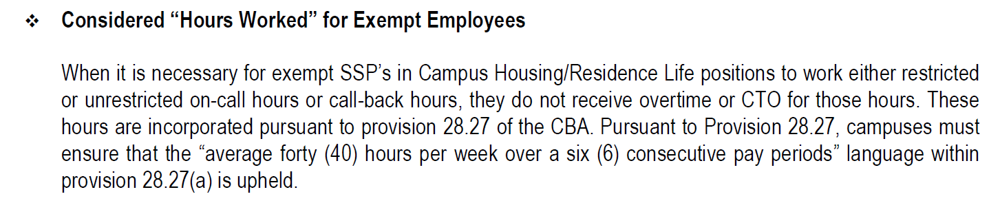 ❖ Considered “Hours Worked” for Exempt Employees
When it is necessary for exempt SSP’s in Campus Housing/Residence Life positions to work either restricted
or unrestricted on-call hours or call-back hours, they do not receive overtime or CTO for those hours. These
hours are incorporated pursuant to provision 28.27 of the CBA. Pursuant to Provision 28.27, campuses must
ensure that the “average forty (40) hours per week over a six (6) consecutive pay periods” language within
provision 28.27(a) is upheld.